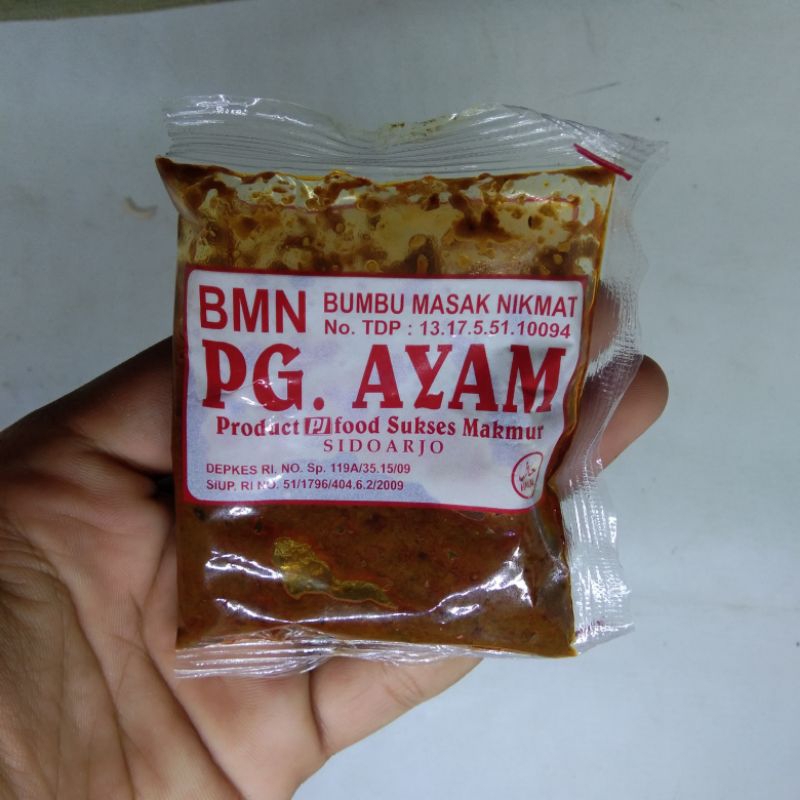 BMN BUMBU MASAK NIKMAT
No. TDP : 13.17.5.51.10094
PG. AYAM
Product PJ food Sukses Makmur
SIDOARJO
DEPKES RI. NO. Sp. 119A/35.15/09
SIUP. RI NO. 51/1796/404.6.2/2009